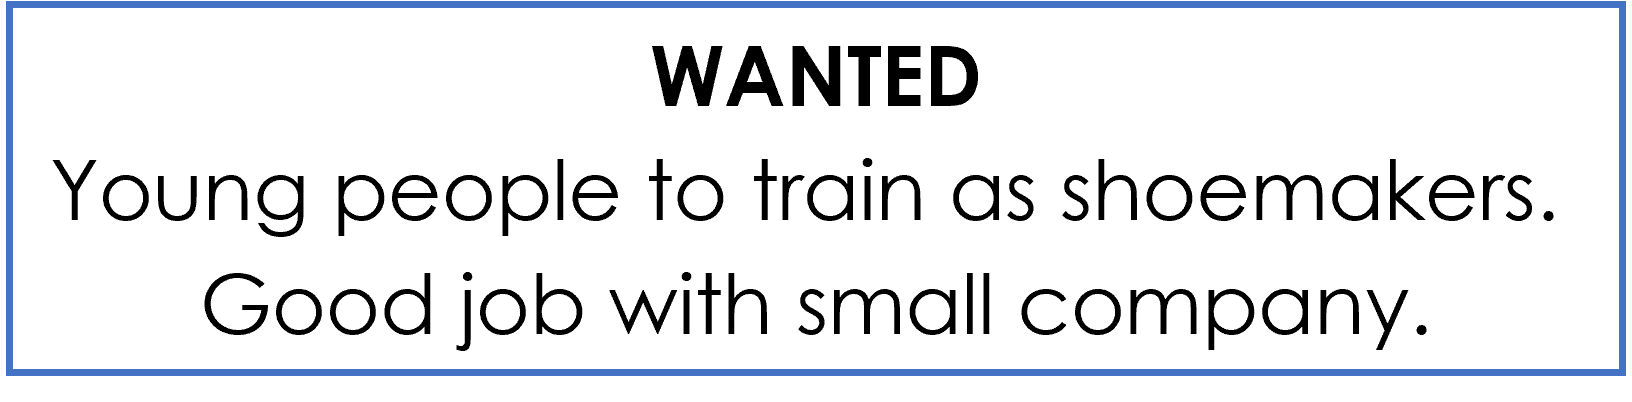 WANTED
Young people to train as shoemakers.
Good job with small company.